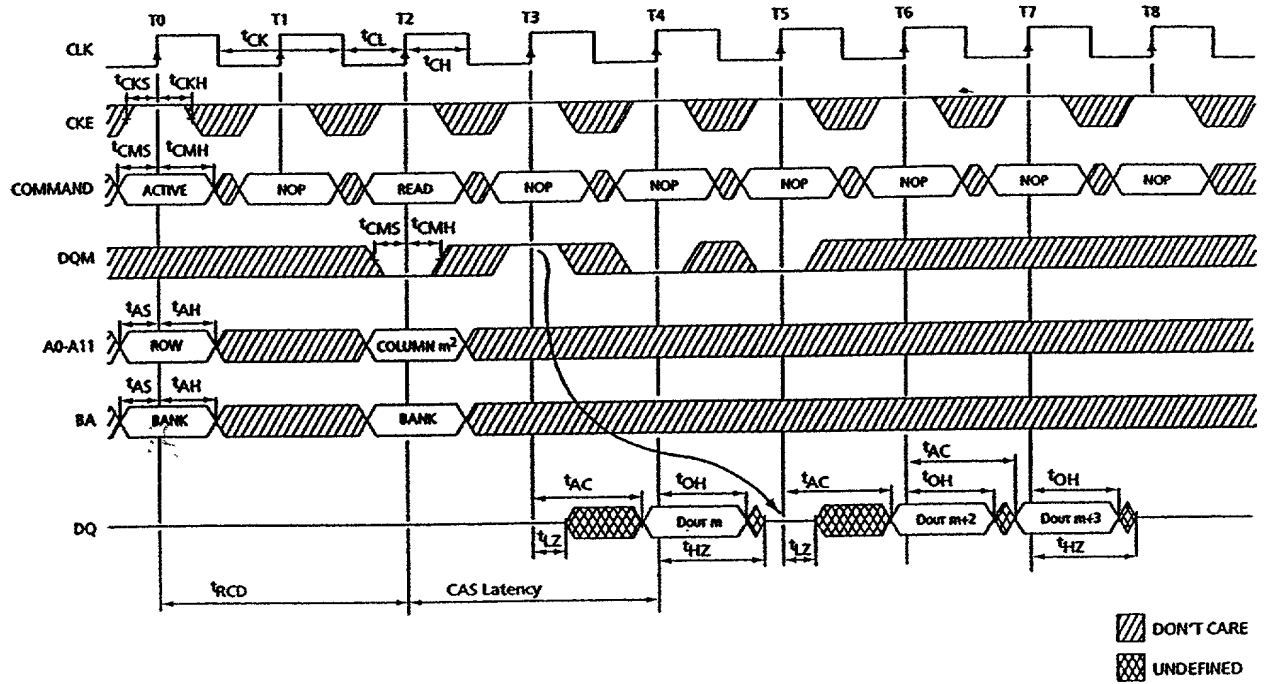 T0 T1 T2 T3 T4 T5 T6 T7 T8
CLK
tCK tCL tCH
tCKS tCKH
CKE
tCMS tCMH
COMMAND ACTIVE NOP READ NOP NOP NOP NOP NOP NOP
tCMS tCMH
DQM
tAS tAH
A0-A11 ROW COLUMN m²
tAS tAH
BA BANK BANK
tAC tOH tAC tAC tOH tOH
DQ DOUT m DOUT m+2 DOUT m+3
tLZ tHZ tLZ tHZ
tRCD CAS Latency
DON'T CARE
UNDEFINED